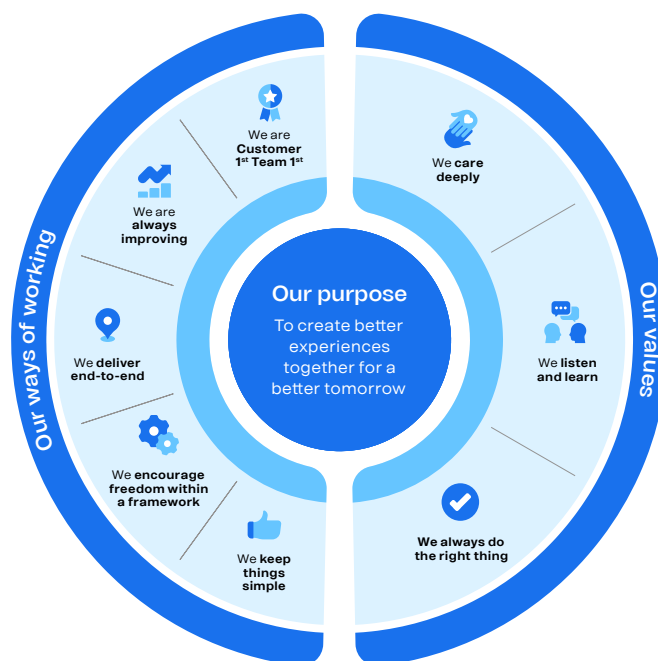 Our ways of working
We are
Customer
1st Team 1st
We are
always
improving
We deliver
end-to-end
We encourage
freedom within
a framework
We keep
things
simple
Our purpose
To create better
experiences
together for a
better tomorrow
Our values
We care
deeply
We listen
and learn
We always do
the right thing